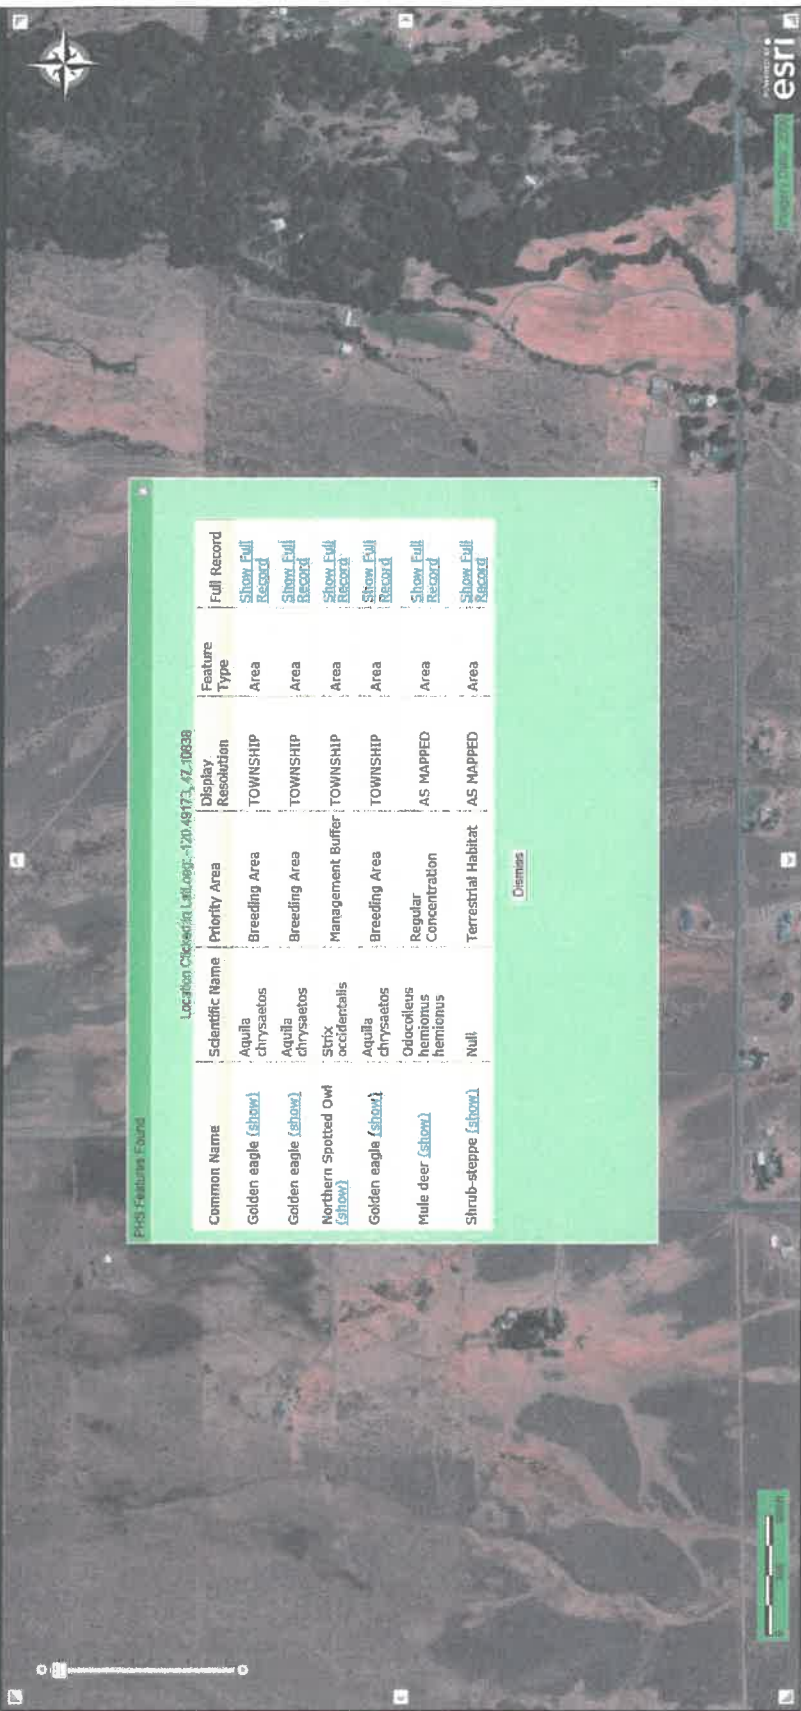 PHS Features Found
Location Clicked in Lat/Long: -120.49173, 47.10838
Common Name Scientific Name Priority Area Display Resolution Feature Type Full Record
Golden eagle (show) Aquila chrysaetos Breeding Area TOWNSHIP Area Show Full Record
Golden eagle (show) Aquila chrysaetos Breeding Area TOWNSHIP Area Show Full Record
Northern Spotted Owl (show) Strix occidentalis Management Buffer TOWNSHIP Area Show Full Record
Golden eagle (show) Aquila chrysaetos Breeding Area TOWNSHIP Area Show Full Record
Mule deer (show) Odocoileus hemionus hemionus Regular Concentration AS MAPPED Area Show Full Record
Shrub-steppe (show) Null Terrestrial Habitat AS MAPPED Area Show Full Record
Dismiss
POWERED BY
esri